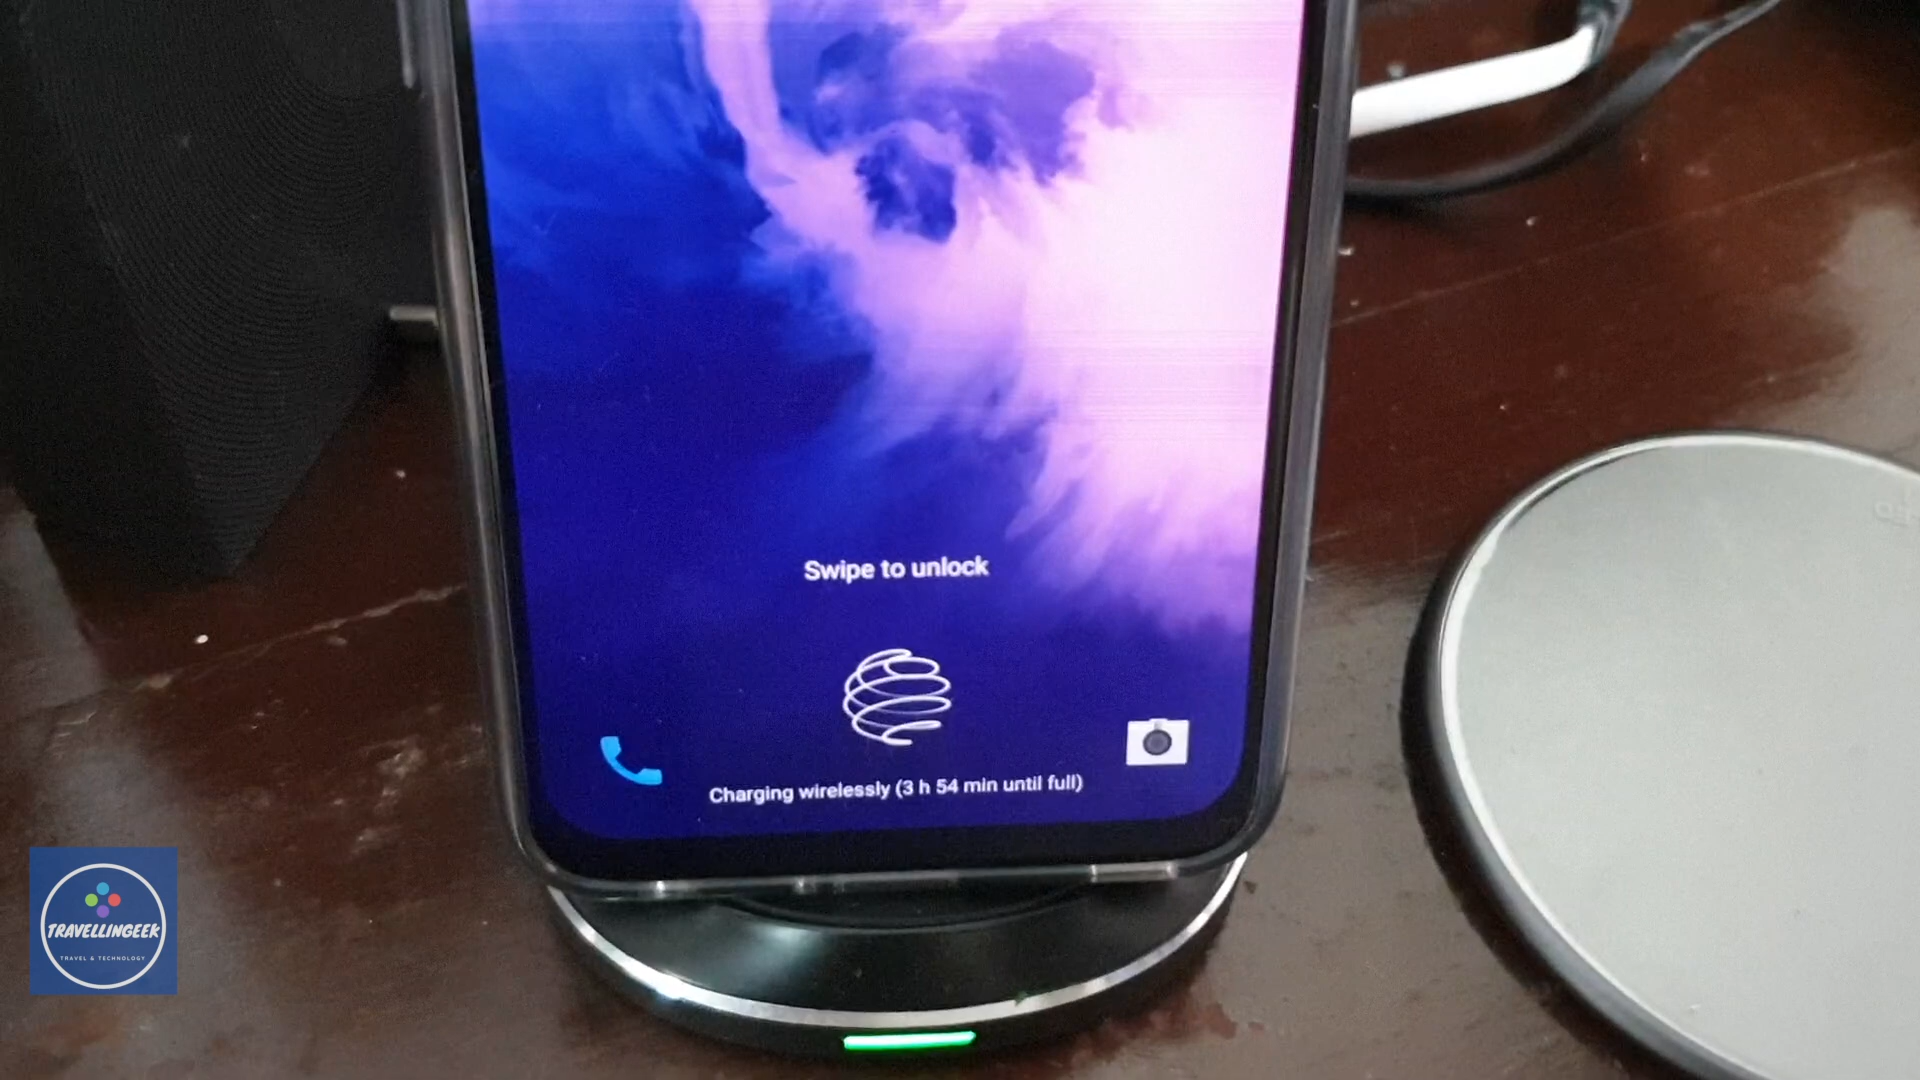 Swipe to unlock
Charging wirelessly (3 h 54 min until full)
TRAVELLINGEEK
TRAVEL & TECHNOLOGY